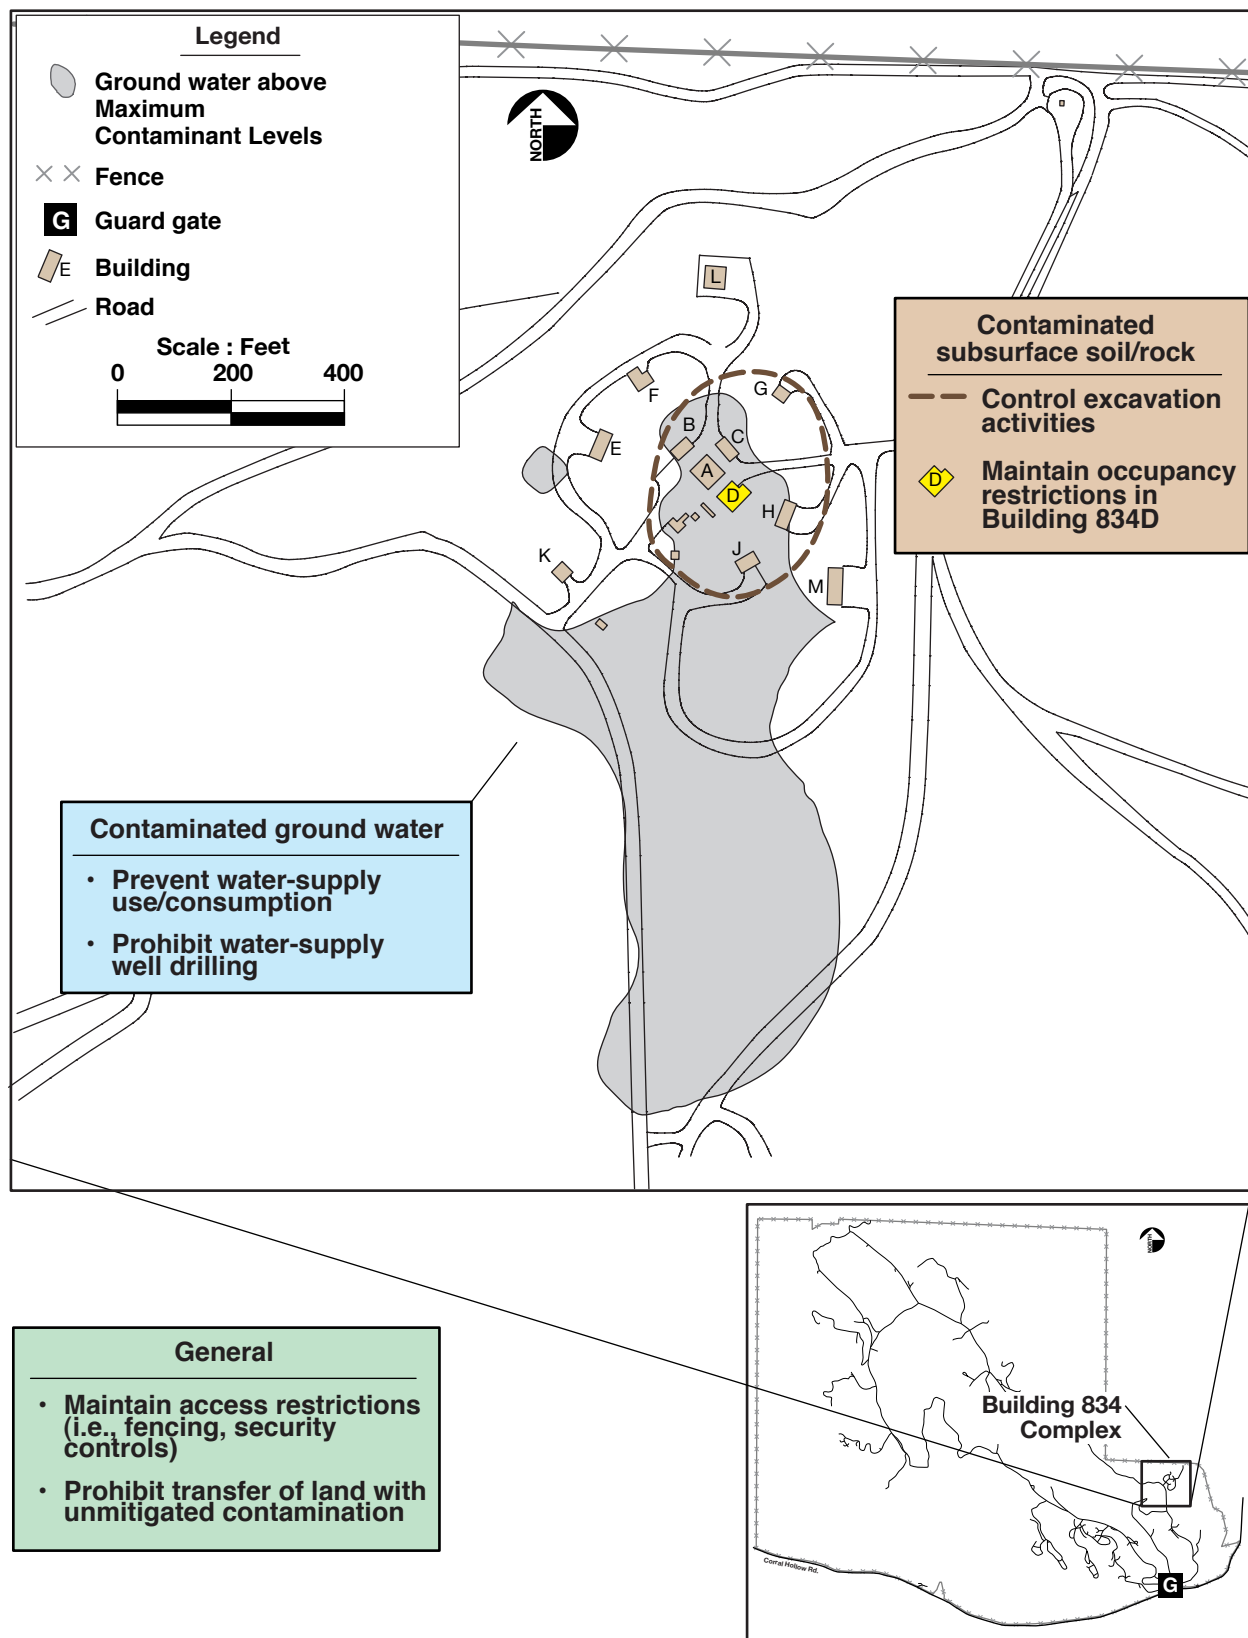 Legend
Ground water above
Maximum
Contaminant Levels
Fence
G Guard gate
E Building
Road
Scale : Feet
0 200 400
NORTH
L
F
G
B
C
E
A
D
H
J
K
M
Contaminated
subsurface soil/rock
Control excavation
activities
D Maintain occupancy
restrictions in
Building 834D
Contaminated ground water
• Prevent water-supply
use/consumption
• Prohibit water-supply
well drilling
General
• Maintain access restrictions
(i.e., fencing, security
controls)
• Prohibit transfer of land with
unmitigated contamination
NORTH
Building 834
Complex
Corral Hollow Rd.
G